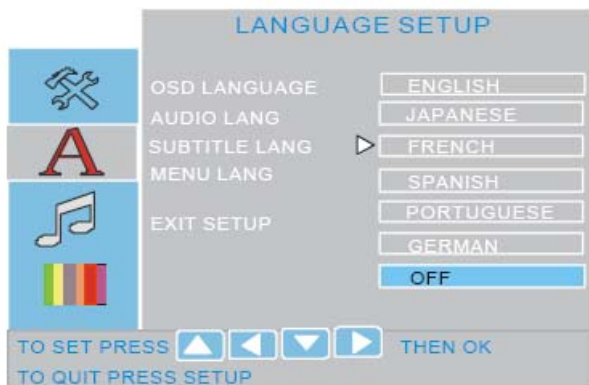 LANGUAGE SETUP
A
OSD LANGUAGE
AUDIO LANG
SUBTITLE LANG
MENU LANG
EXIT SETUP
ENGLISH
JAPANESE
FRENCH
SPANISH
PORTUGUESE
GERMAN
OFF
TO SET PRESS THEN OK
TO QUIT PRESS SETUP